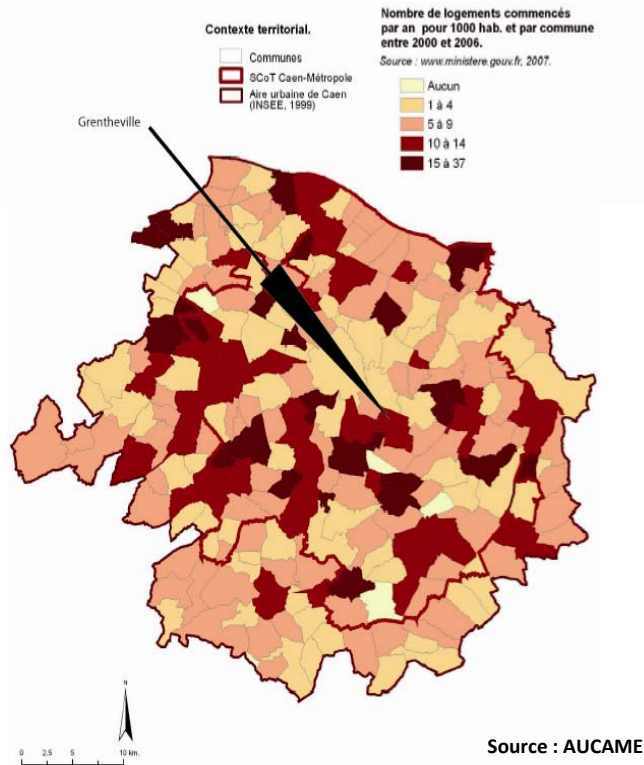 Contexte territorial.
Communes
SCoT Caen-Métropole
Aire urbaine de Caen
(INSEE, 1999)
Nombre de logements commencés
par an pour 1000 hab. et par commune
entre 2000 et 2006.
Source : www.ministere.gouv.fr, 2007.
Aucun
1 à 4
5 à 9
10 à 14
15 à 37
Grentheville
N
0 2.5 5 10 km.
Source : AUCAME